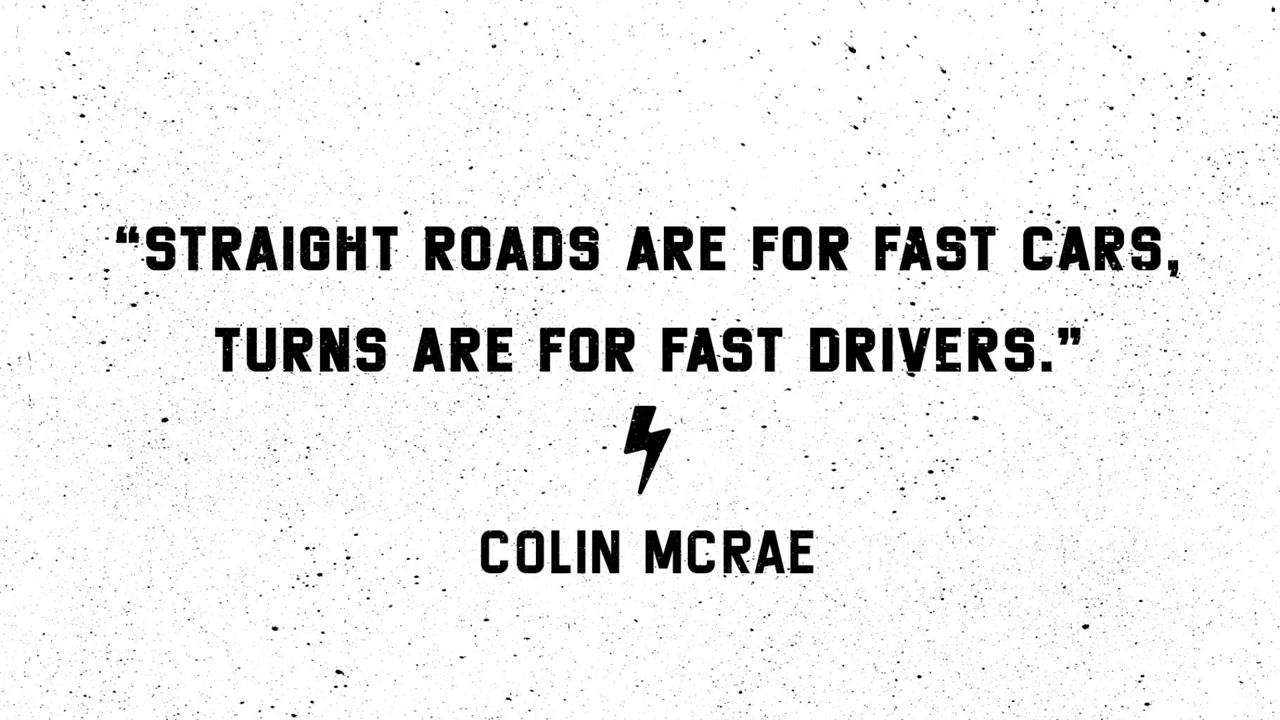 “STRAIGHT ROADS ARE FOR FAST CARS,
TURNS ARE FOR FAST DRIVERS.”
COLIN MCRAE